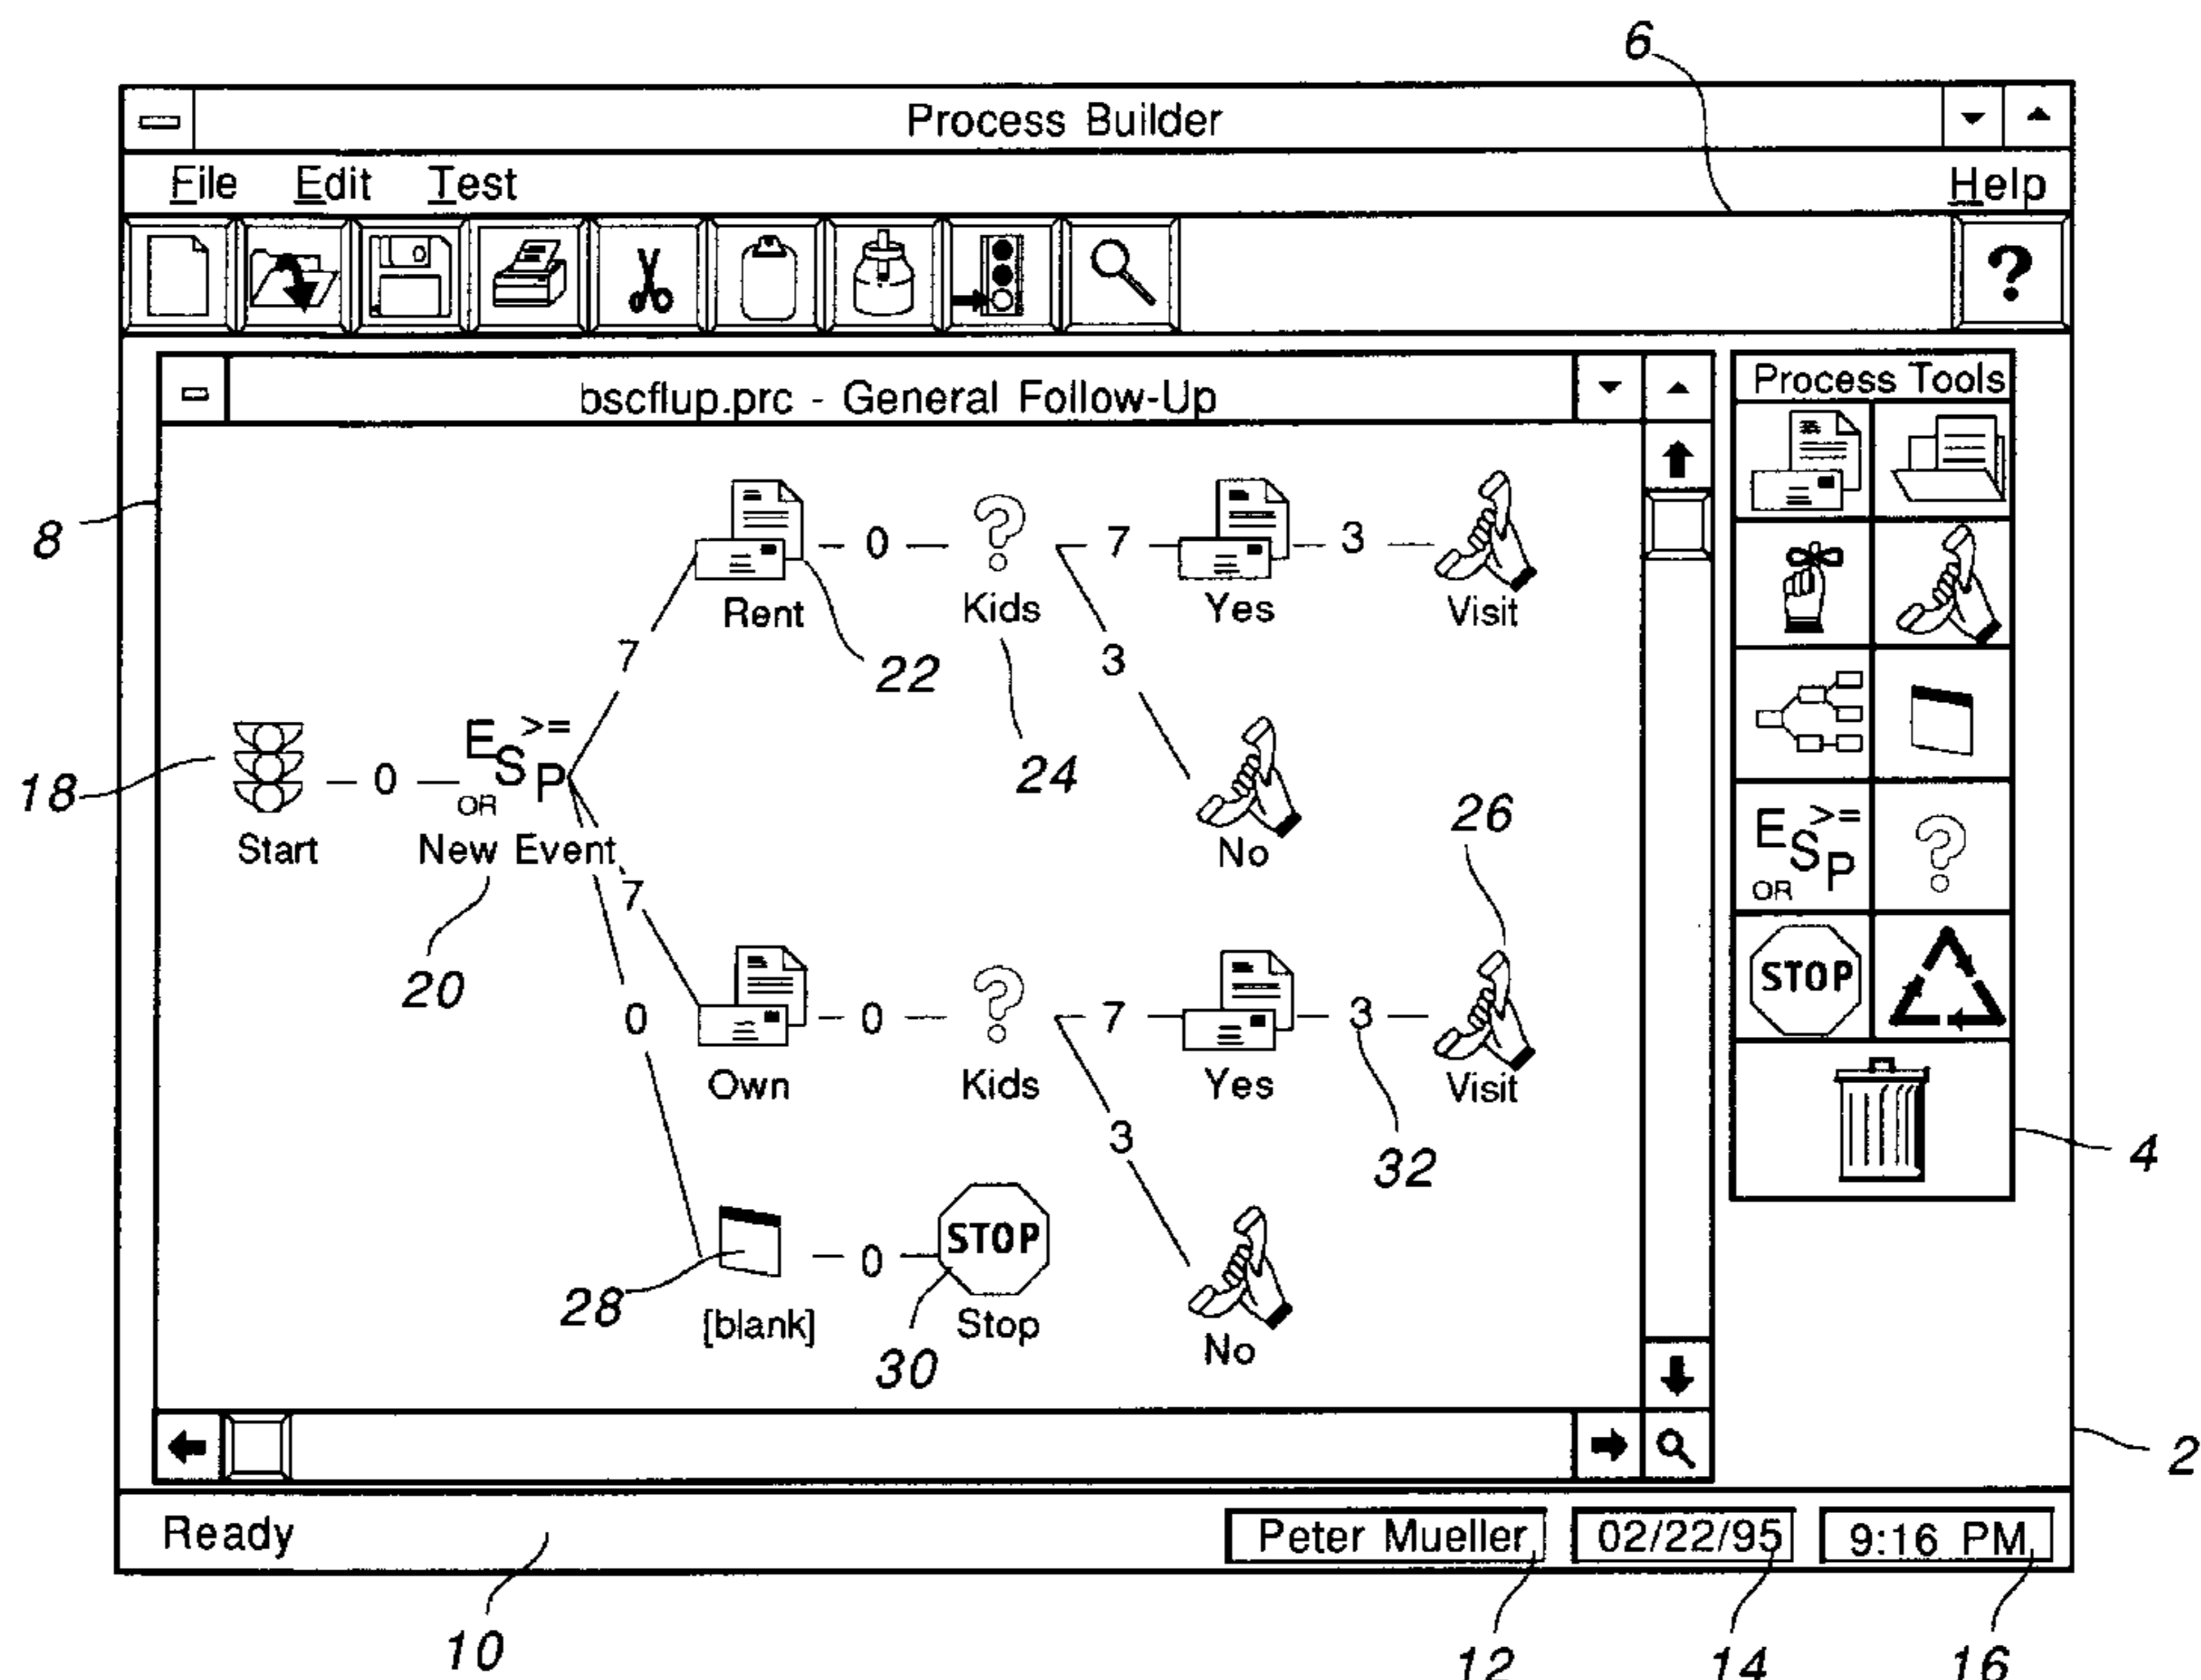 6
Process Builder
File Edit Test Help
?
bscflup.prc - General Follow-Up
Process Tools
8
0 ? 7 3
Rent Kids Yes Visit
7 3
22
24
18
0 E S P >= OR
Start New Event
No
26
E S P >= OR ?
20
7
0
0 ? 7 3
STOP
Own Kids Yes Visit
3
32
4
0 STOP
28
[blank] Stop
30
No
2
Ready Peter Mueller 02/22/95 9:16 PM
10 12 14 16